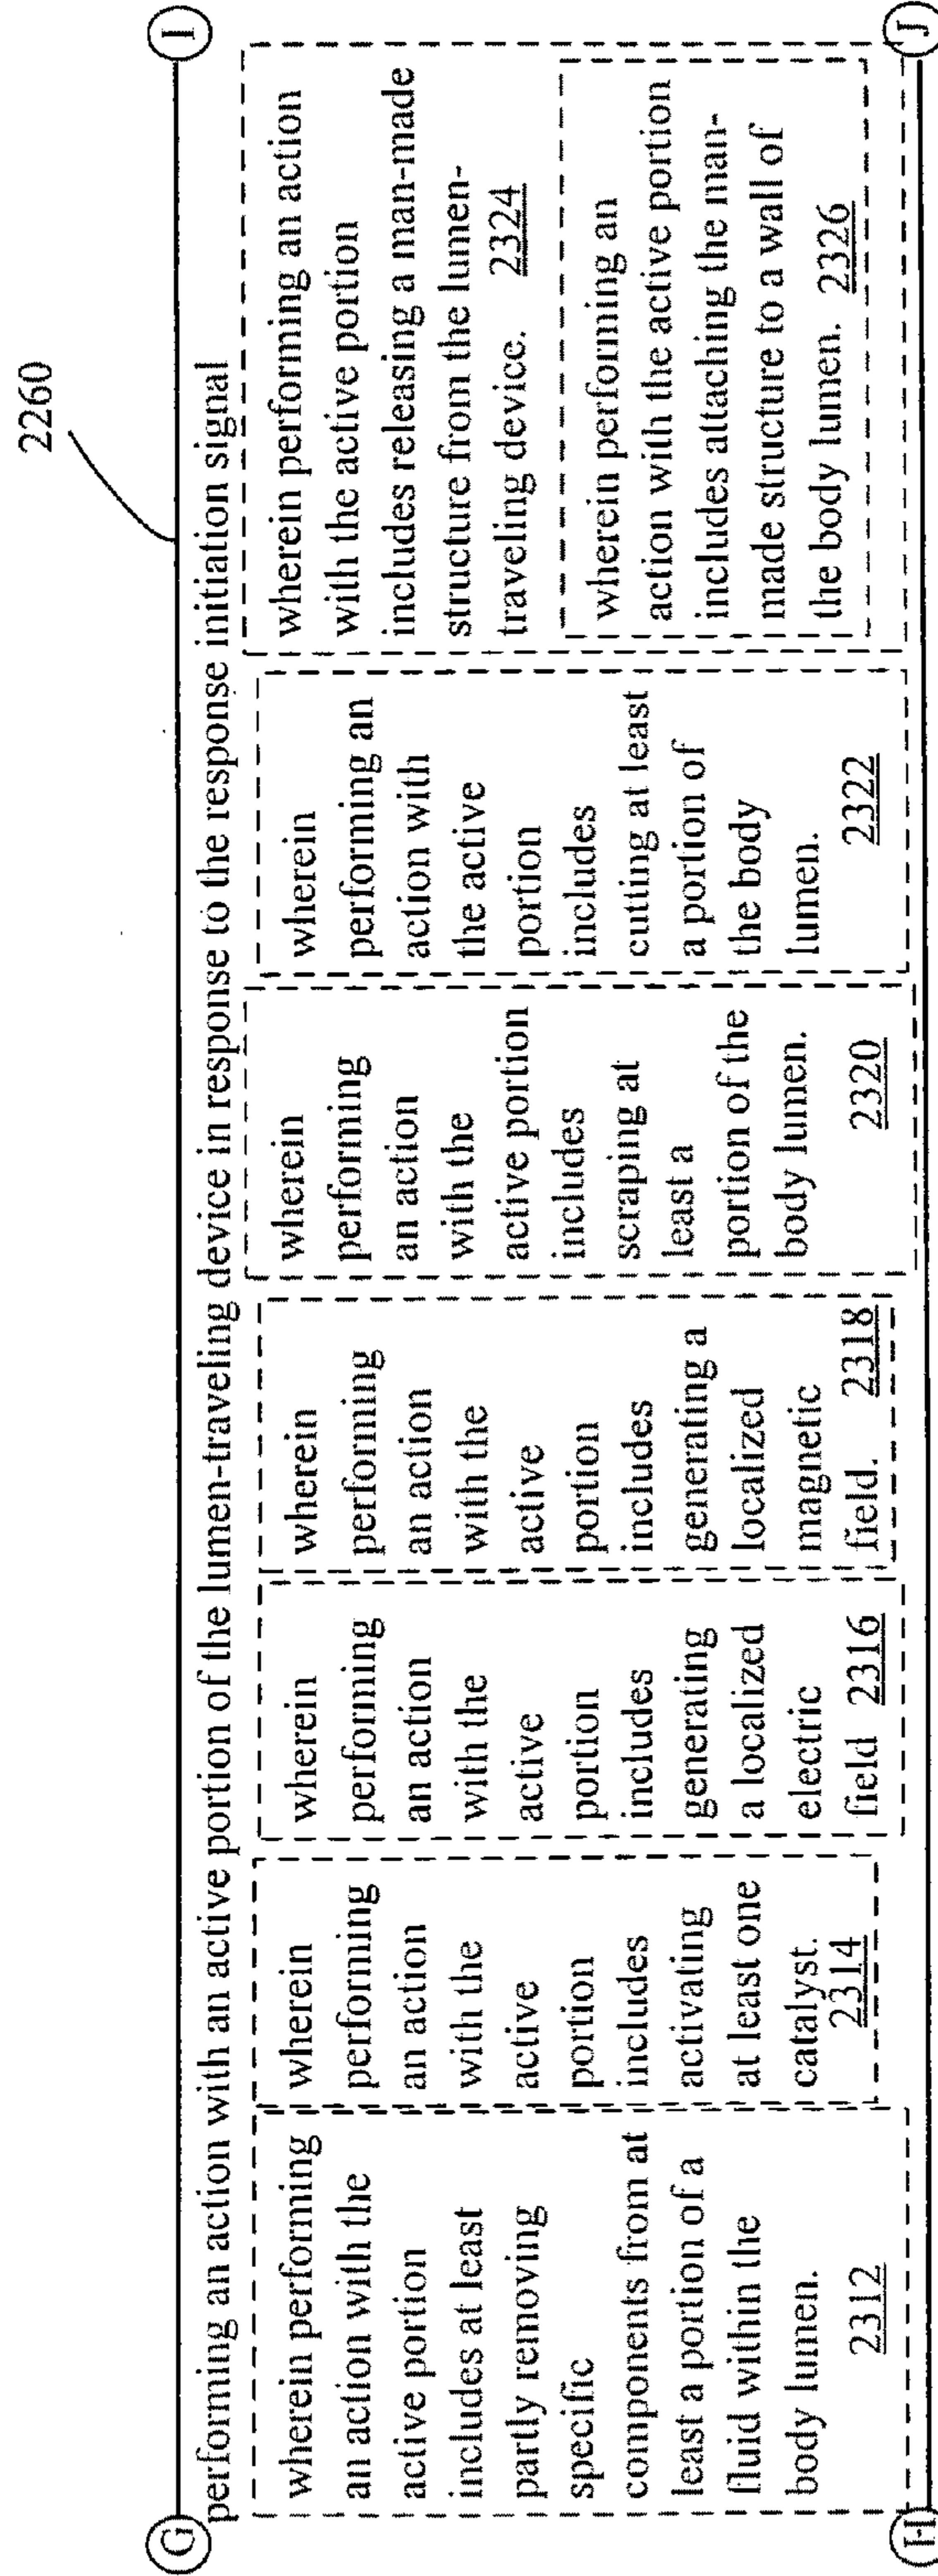 2260
G
I
performing an action with an active portion of the lumen-traveling device in response to the response initiation signal
wherein performing
an action with the
active portion
includes at least
partly removing
specific
components from at
least a portion of a
fluid within the
body lumen.
2312
wherein
performing
an action
with the
active
portion
includes
activating
at least one
catalyst.
2314
wherein
performing
an action
with the
active
portion
includes
generating
a localized
electric
field 2316
wherein
performing
an action
with the
active
portion
includes
generating a
localized
magnetic
field. 2318
wherein
performing
an action
with the
active portion
includes
scraping at
least a
portion of the
body lumen.
2320
wherein
performing an
action with
the active
portion
includes
cutting at least
a portion of
the body
lumen.
2322
wherein performing an action
with the active portion
includes releasing a man-made
structure from the lumen-
traveling device. 2324
wherein performing an
action with the active portion
includes attaching the man-
made structure to a wall of
the body lumen. 2326
H
J